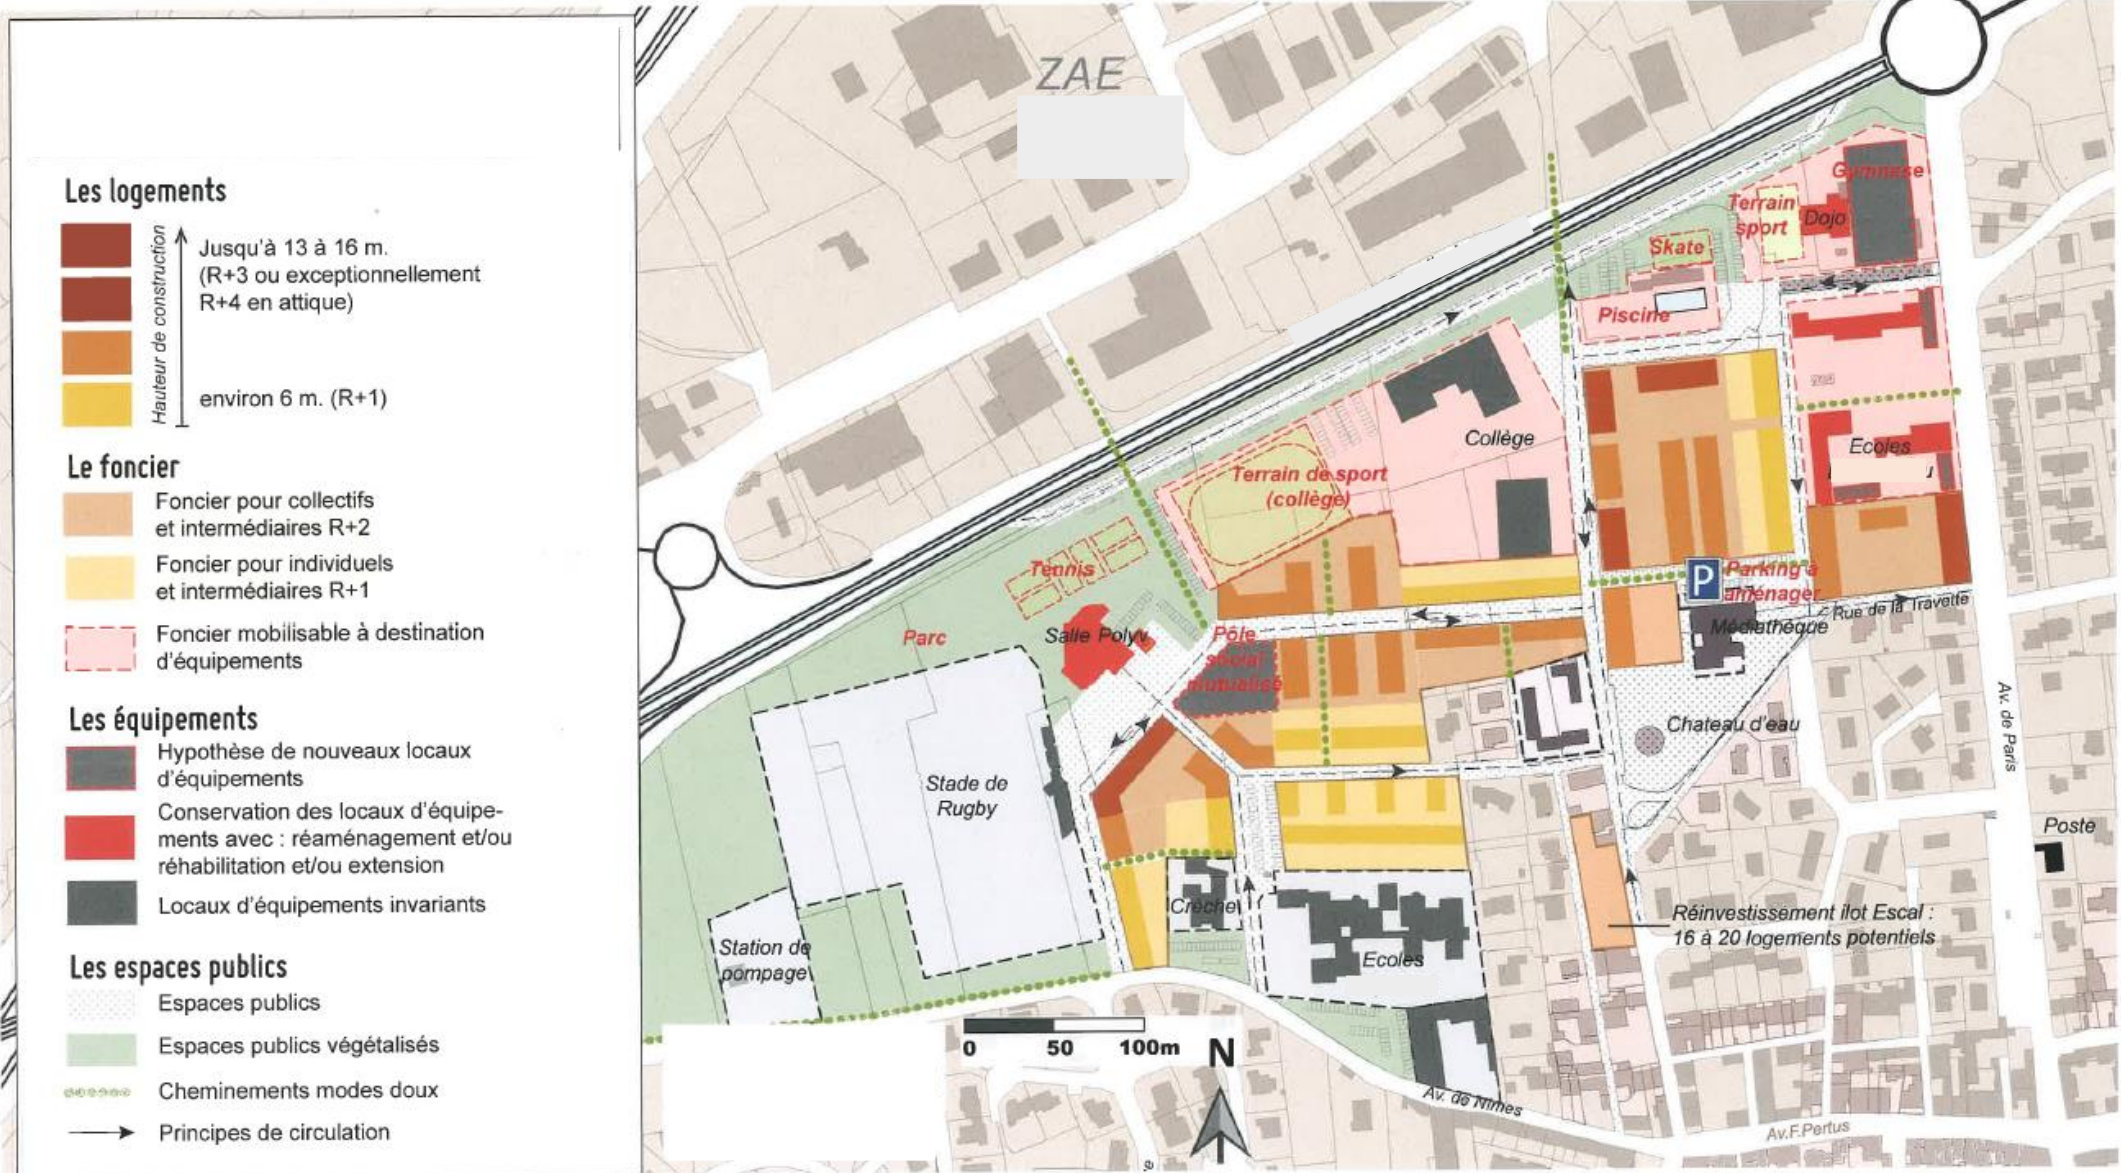 Les logements
Hauteur de construction
Jusqu'à 13 à 16 m.
(R+3 ou exceptionnellement
R+4 en attique)
environ 6 m. (R+1)
Le foncier
Foncier pour collectifs
et intermédiaires R+2
Foncier pour individuels
et intermédiaires R+1
Foncier mobilisable à destination
d'équipements
Les équipements
Hypothèse de nouveaux locaux
d'équipements
Conservation des locaux d'équipe-
ments avec : réaménagement et/ou
réhabilitation et/ou extension
Locaux d'équipements invariants
Les espaces publics
Espaces publics
Espaces publics végétalisés
Cheminements modes doux
Principes de circulation
ZAE
Gymnase
Terrain
sport
Dojo
Skate
Piscine
Collège
Ecoles
Terrain de sport
(collège)
Tennis
P
Parking à
aménager
Rue de la Travette
Médiathèque
Parc
Salle Polyv.
Pôle
social
mutualisé
Chateau d'eau
Av. de Paris
Stade de
Rugby
Poste
Crèche
Réinvestissement ilot Escal :
16 à 20 logements potentiels
Station de
pompage
Ecoles
0 50 100m
N
Av. de Nimes
Av.F.Pertus